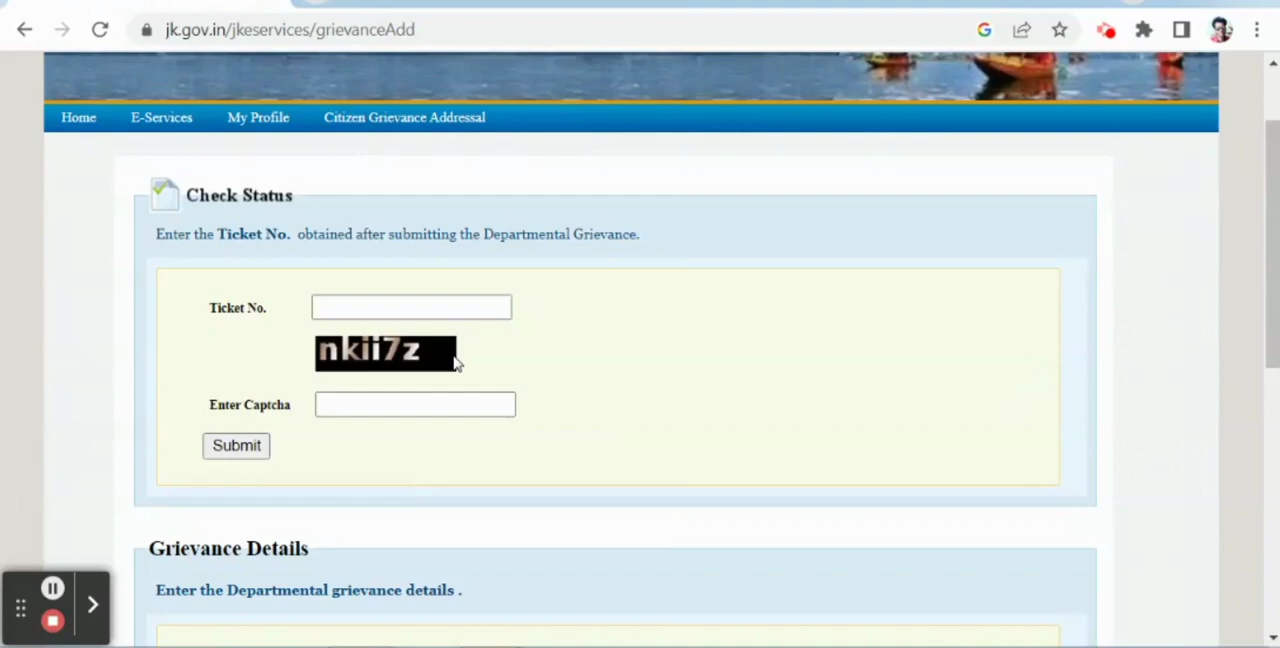 jk.gov.in/jkeservices/grievanceAdd
Home E-Services My Profile Citizen Grievance Addressal
Check Status
Enter the Ticket No. obtained after submitting the Departmental Grievance.
Ticket No.
nkii7z
Enter Captcha
Submit
Grievance Details
Enter the Departmental grievance details .